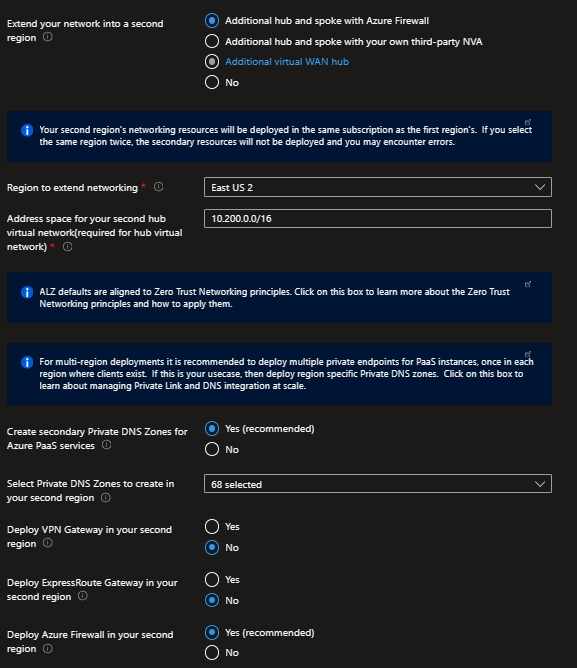 Extend your network into a second
region
Additional hub and spoke with Azure Firewall
Additional hub and spoke with your own third-party NVA
Additional virtual WAN hub
No
Your second region's networking resources will be deployed in the same subscription as the first region's. If you select
the same region twice, the secondary resources will not be deployed and you may encounter errors.
Region to extend networking *
East US 2
Address space for your second hub
virtual network(required for hub virtual
network) *
10.200.0.0/16
ALZ defaults are aligned to Zero Trust Networking principles. Click on this box to learn more about the Zero Trust
Networking principles and how to apply them.
For multi-region deployments it is recommended to deploy multiple private endpoints for PaaS instances, once in each
region where clients exist. If this is your usecase, then deploy region specific Private DNS zones. Click on this box to
learn about managing Private Link and DNS integration at scale.
Create secondary Private DNS Zones for
Azure PaaS services
Yes (recommended)
No
Select Private DNS Zones to create in
your second region
68 selected
Deploy VPN Gateway in your second
region
Yes
No
Deploy ExpressRoute Gateway in your
second region
Yes
No
Deploy Azure Firewall in your second
region
Yes (recommended)
No